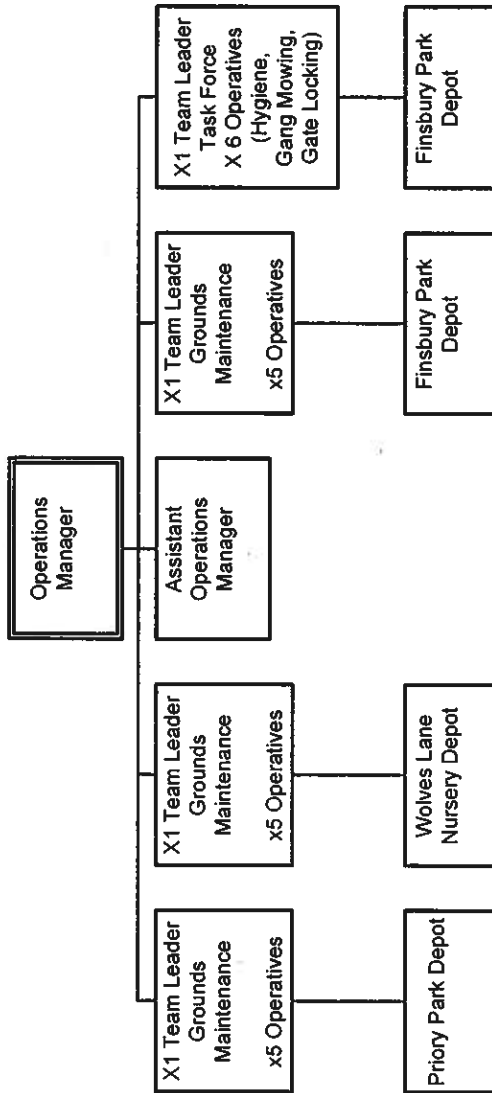 Operations
Manager
X1 Team Leader
Grounds
Maintenance
x5 Operatives
X1 Team Leader
Grounds
Maintenance
x5 Operatives
Assistant
Operations
Manager
X1 Team Leader
Grounds
Maintenance
x5 Operatives
X1 Team Leader
Task Force
X 6 Operatives
(Hygiene,
Gang Mowing,
Gate Locking)
Priory Park Depot
Wolves Lane
Nursery Depot
Finsbury Park
Depot
Finsbury Park
Depot